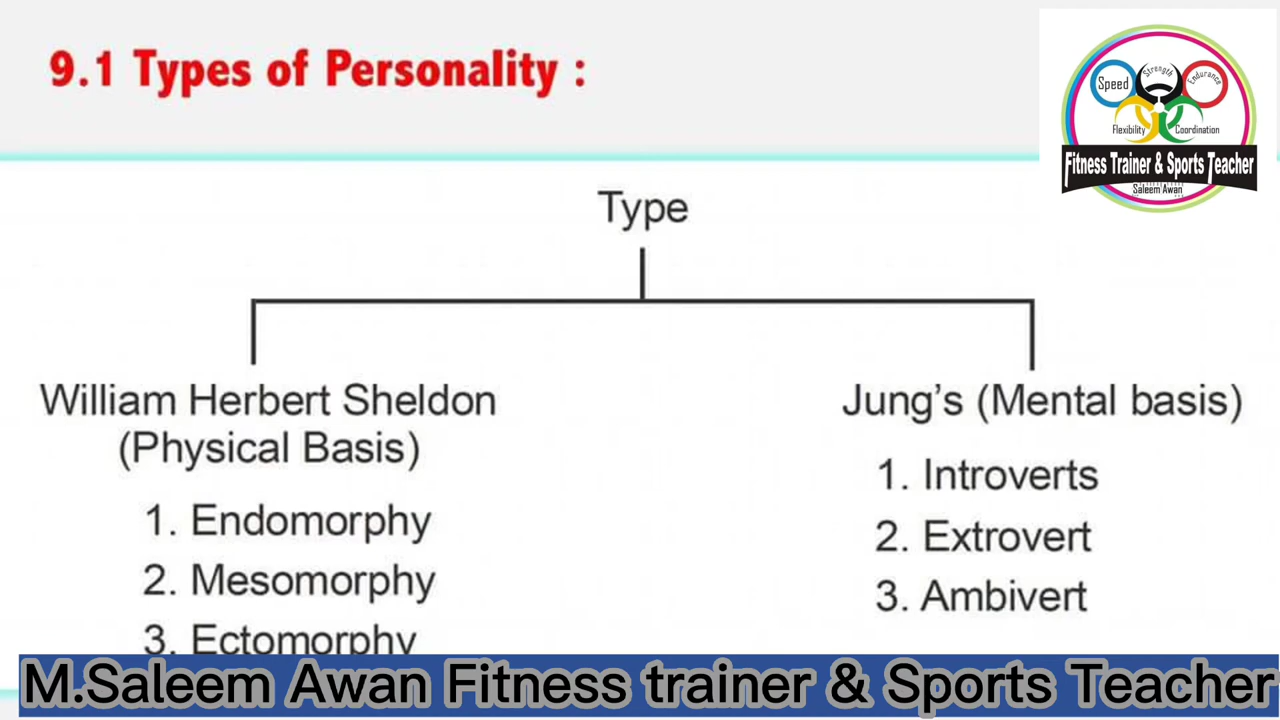 9.1 Types of Personality :
Speed
Strength
Endurance
Flexibility
Coordination
Fitness Trainer & Sports Teacher
Saleem Awan
Type
William Herbert Sheldon
(Physical Basis)
1. Endomorphy
2. Mesomorphy
3. Ectomorphy
Jung's (Mental basis)
1. Introverts
2. Extrovert
3. Ambivert
M.Saleem Awan Fitness trainer & Sports Teacher